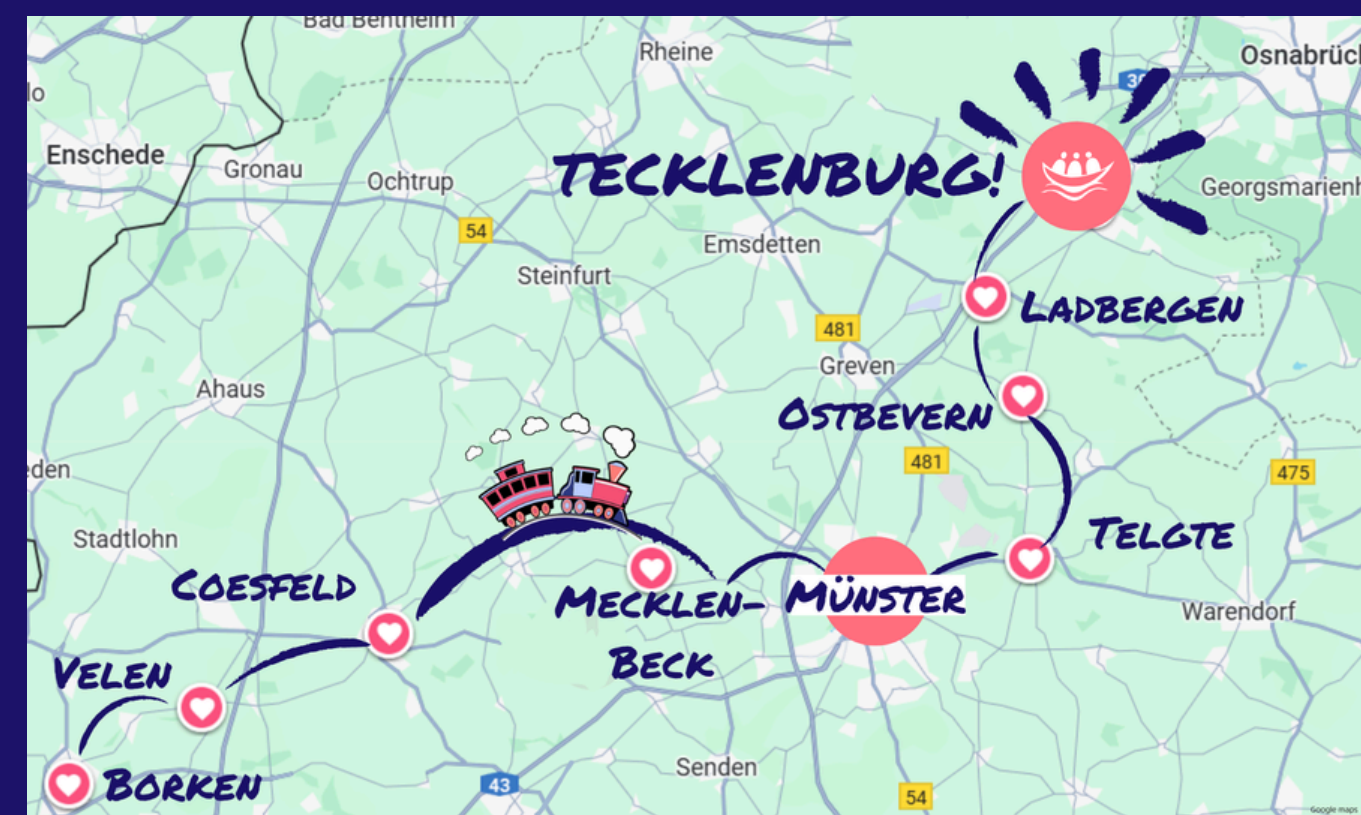 Bad Bentheim
Rheine
Osnabrüc
30
lo
Enschede
Gronau
Ochtrup
TECKLENBURG!
Georgsmarienh
54
Emsdetten
Steinfurt
LADBERGEN
481
Greven
Ahaus
OSTBEVERN
481
475
eden
Stadtlohn
TELGTE
COESFELD
MECKLEN-
BECK
MÜNSTER
Warendorf
VELEN
Senden
BORKEN
43
54
Google maps